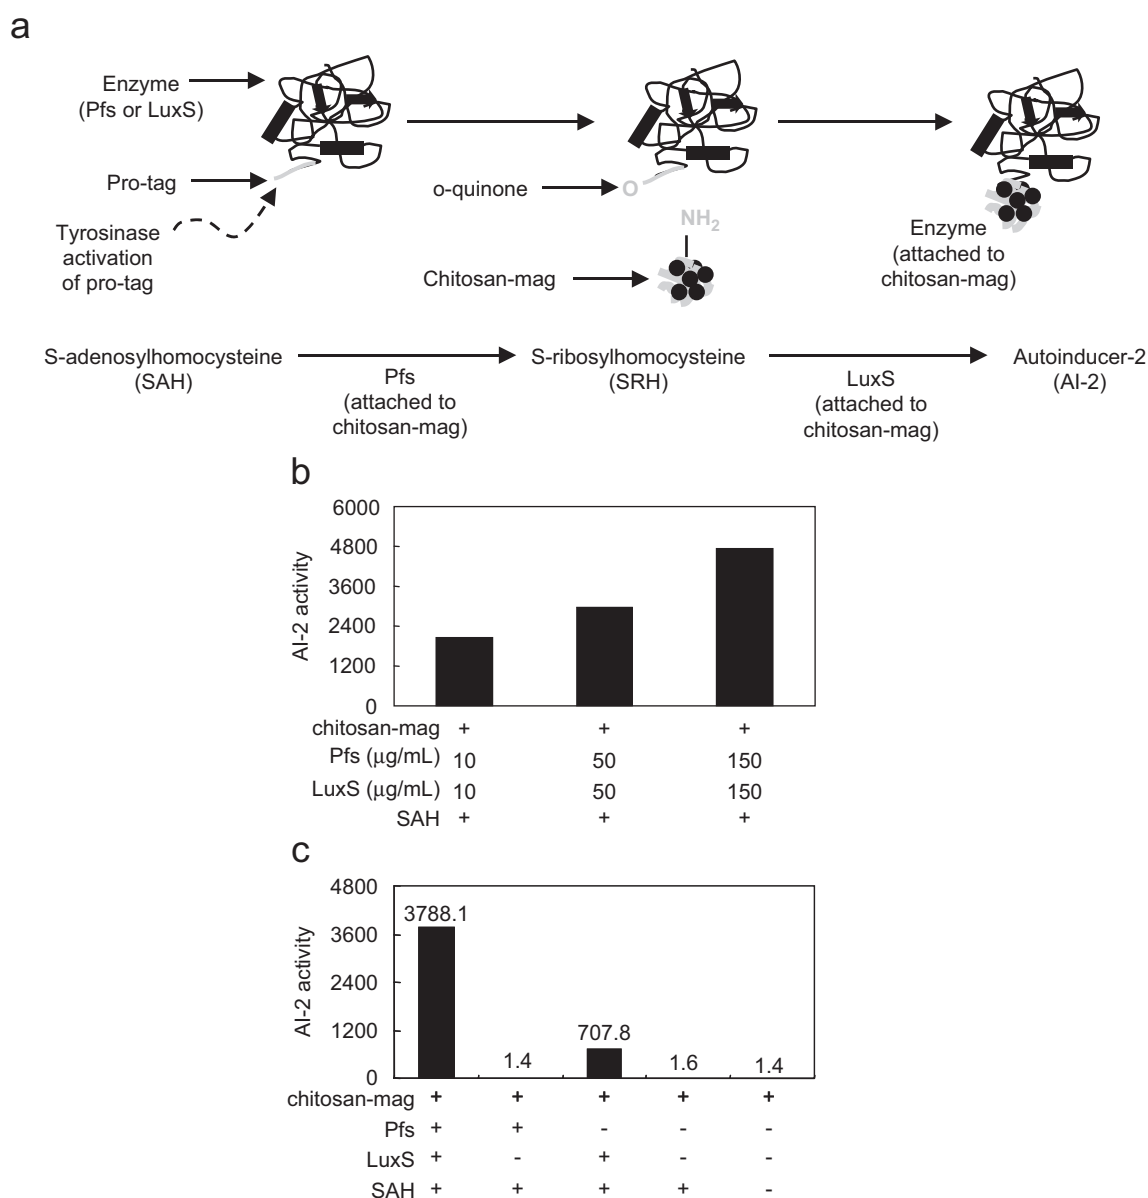 a
Enzyme
(Pfs or LuxS)
Pro-tag
Tyrosinase
activation
of pro-tag
o-quinone
O
NH2
Chitosan-mag
Enzyme
(attached to
chitosan-mag)
S-adenosylhomocysteine
(SAH)
Pfs
(attached to
chitosan-mag)
S-ribosylhomocysteine
(SRH)
LuxS
(attached to
chitosan-mag)
Autoinducer-2
(AI-2)
b
AI-2 activity
6000
4800
3600
2400
1200
0
chitosan-mag + + +
Pfs (μg/mL) 10 50 150
LuxS (μg/mL) 10 50 150
SAH + + +
c
AI-2 activity
4800
3600
2400
1200
0
3788.1 1.4 707.8 1.6 1.4
chitosan-mag + + + + +
Pfs + + - - -
LuxS + - + - -
SAH + + + + -